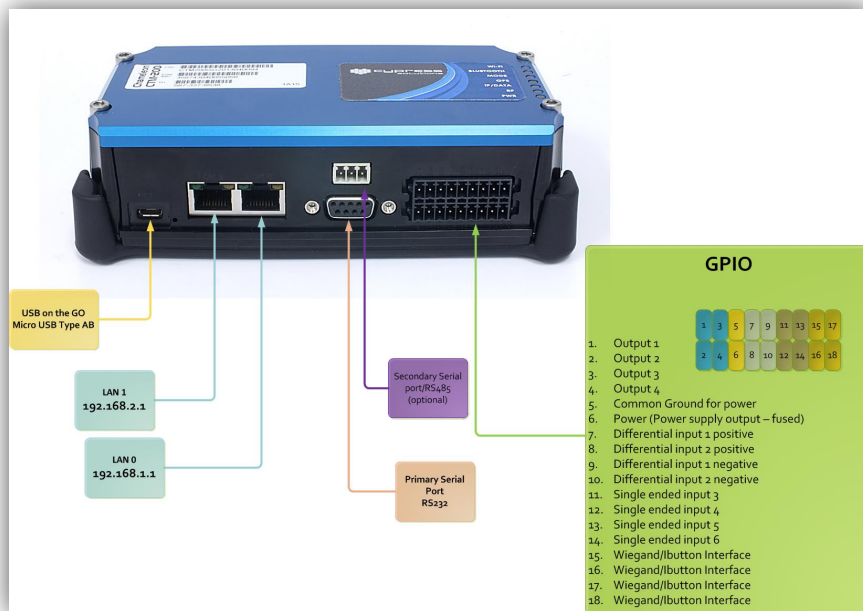 Chameleon
CTM-200
cypress
WI-FI
BLUETOOTH
MODE
GPS
IF/DATA
RF
PWR
USB on the GO
Micro USB Type AB
LAN 1
192.168.2.1
LAN 0
192.168.1.1
Secondary Serial
port/RS485
(optional)
Primary Serial
Port
RS232
GPIO
1 3 5 7 9 11 13 15 17
2 4 6 8 10 12 14 16 18
1. Output 1
2. Output 2
3. Output 3
4. Output 4
5. Common Ground for power
6. Power (Power supply output – fused)
7. Differential input 1 positive
8. Differential input 2 positive
9. Differential input 1 negative
10. Differential input 2 negative
11. Single ended input 3
12. Single ended input 4
13. Single ended input 5
14. Single ended input 6
15. Wiegand/Ibutton Interface
16. Wiegand/Ibutton Interface
17. Wiegand/Ibutton Interface
18. Wiegand/Ibutton Interface